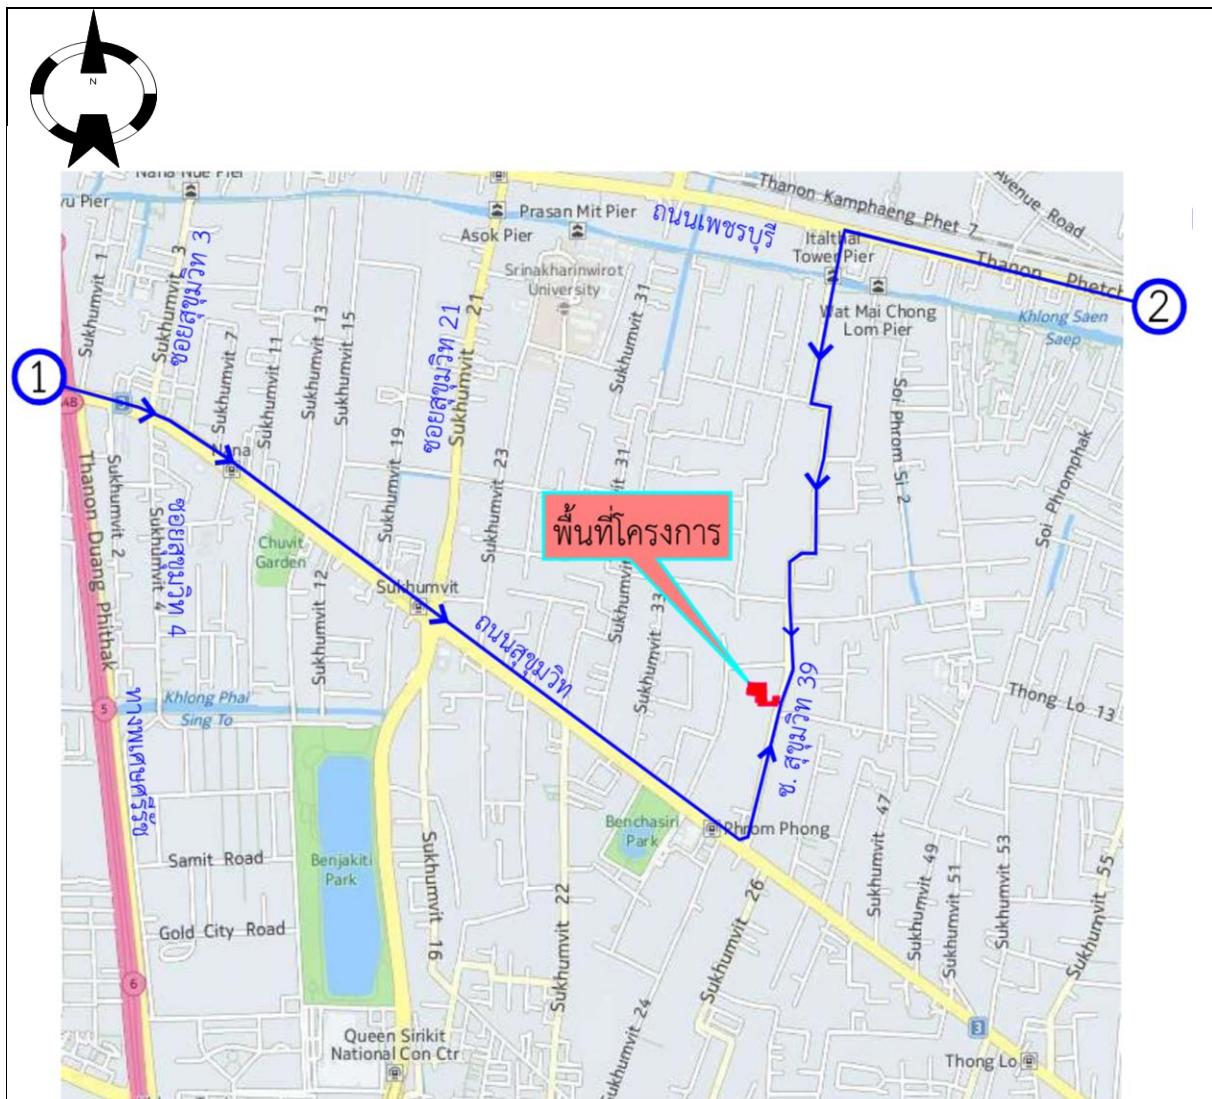 N
Nana Nue Pier
yu Pier
Prasan Mit Pier
Asok Pier
ถนนเพชรบุรี
Thanon Kamphaeng Phet 7
Avenue Road
Italthai
Tower Pier
Thanon Phetch
2
Wat Mai Chong
Lom Pier
Khlong Saen
Saep
Srinakharinwirot
University
Sukhumvit 1
Sukhumvit 3
ซอยสุขุมวิท 3
Sukhumvit 7
Sukhumvit 11
Sukhumvit 13
Sukhumvit 15
ซอยสุขุมวิท 21
Sukhumvit 21
Sukhumvit 31
1
Nana
Sukhumvit 19
Sukhumvit 23
Sukhumvit 31
Soi Phrom Si 2
Soi Phromphak
Thanon Duang Phithak
Sukhumvit 2
Sukhumvit 4
ซอยสุขุมวิท 4
Chuvit
Garden
Sukhumvit 12
Sukhumvit
พื้นที่โครงการ
ถนนสุขุมวิท
Sukhumvit 33
ซ. สุขุมวิท 39
Thong Lo 13
5
Khlong Phai
Sing To
ทางพิเศษศรีรัช
Benchasiri
Park
Phrom Phong
Samit Road
Benjakiti
Park
Sukhumvit 16
Sukhumvit 22
Sukhumvit 26
Sukhumvit 47
Sukhumvit 49
Sukhumvit 51
Sukhumvit 53
Sukhumvit 55
Gold City Road
6
Queen Sirikit
National Con Ctr
Sukhumvit 24
3
Thong Lo